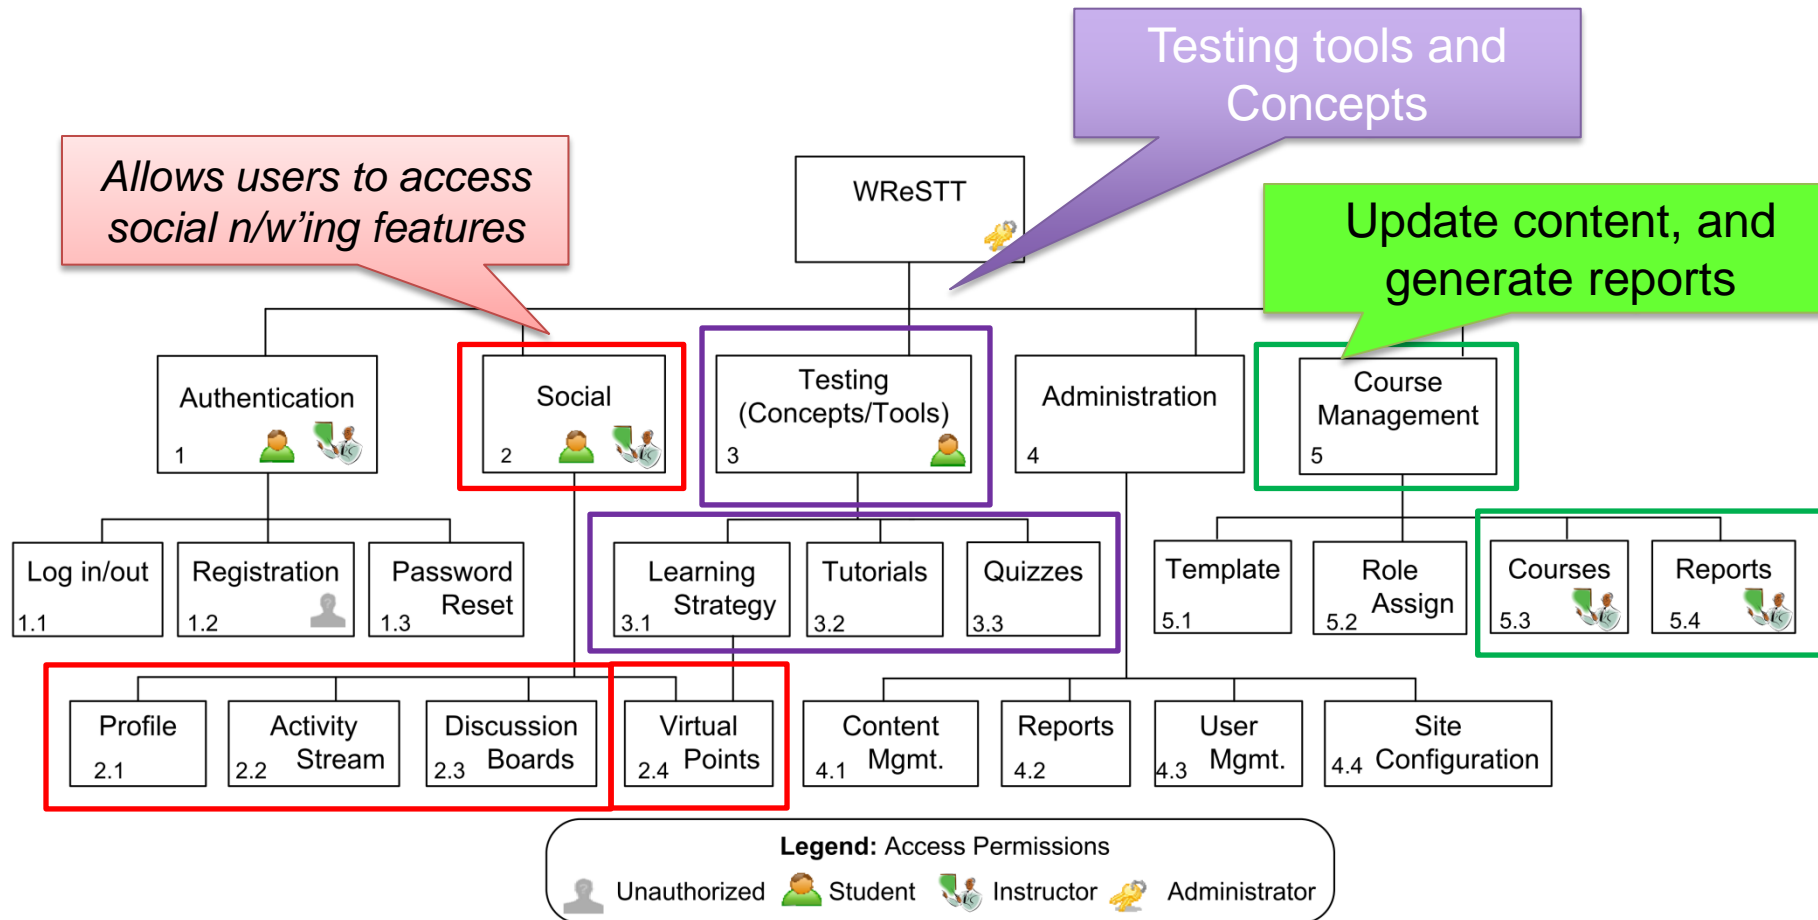 Testing tools and
Concepts
Allows users to access
social n/w'ing features
WReSTT
Update content, and
generate reports
Authentication
1
Social
2
Testing
(Concepts/Tools)
3
Administration
4
Course
Management
5
Log in/out
1.1
Registration
1.2
Password
Reset
1.3
Learning
Strategy
3.1
Tutorials
3.2
Quizzes
3.3
Template
5.1
Role
Assign
5.2
Courses
5.3
Reports
5.4
Profile
2.1
Activity
2.2 Stream
Discussion
2.3 Boards
Virtual
2.4 Points
Content
4.1 Mgmt.
Reports
4.2
User
4.3 Mgmt.
Site
4.4 Configuration
Legend: Access Permissions
Unauthorized Student Instructor Administrator